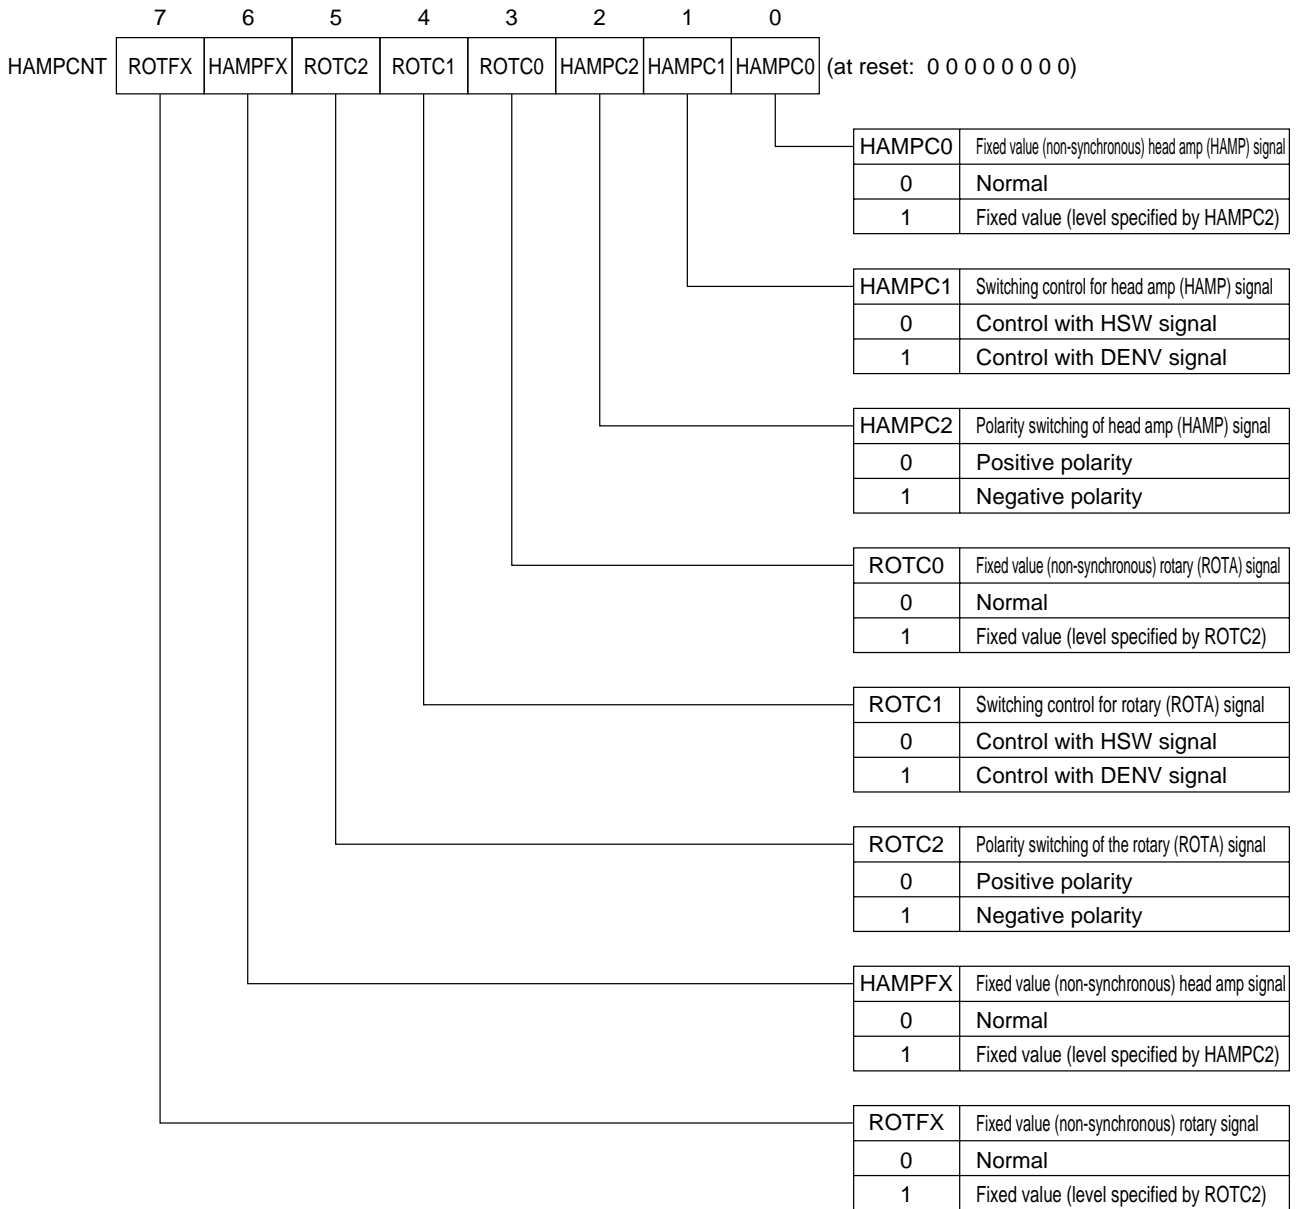 7 6 5 4 3 2 1 0
HAMPCNT ROTFX HAMPFX ROTC2 ROTC1 ROTC0 HAMPC2 HAMPC1 HAMPC0 (at reset: 0 0 0 0 0 0 0 0)
HAMPC0 Fixed value (non-synchronous) head amp (HAMP) signal
0 Normal
1 Fixed value (level specified by HAMPC2)
HAMPC1 Switching control for head amp (HAMP) signal
0 Control with HSW signal
1 Control with DENV signal
HAMPC2 Polarity switching of head amp (HAMP) signal
0 Positive polarity
1 Negative polarity
ROTC0 Fixed value (non-synchronous) rotary (ROTA) signal
0 Normal
1 Fixed value (level specified by ROTC2)
ROTC1 Switching control for rotary (ROTA) signal
0 Control with HSW signal
1 Control with DENV signal
ROTC2 Polarity switching of the rotary (ROTA) signal
0 Positive polarity
1 Negative polarity
HAMPFX Fixed value (non-synchronous) head amp signal
0 Normal
1 Fixed value (level specified by HAMPC2)
ROTFX Fixed value (non-synchronous) rotary signal
0 Normal
1 Fixed value (level specified by ROTC2)